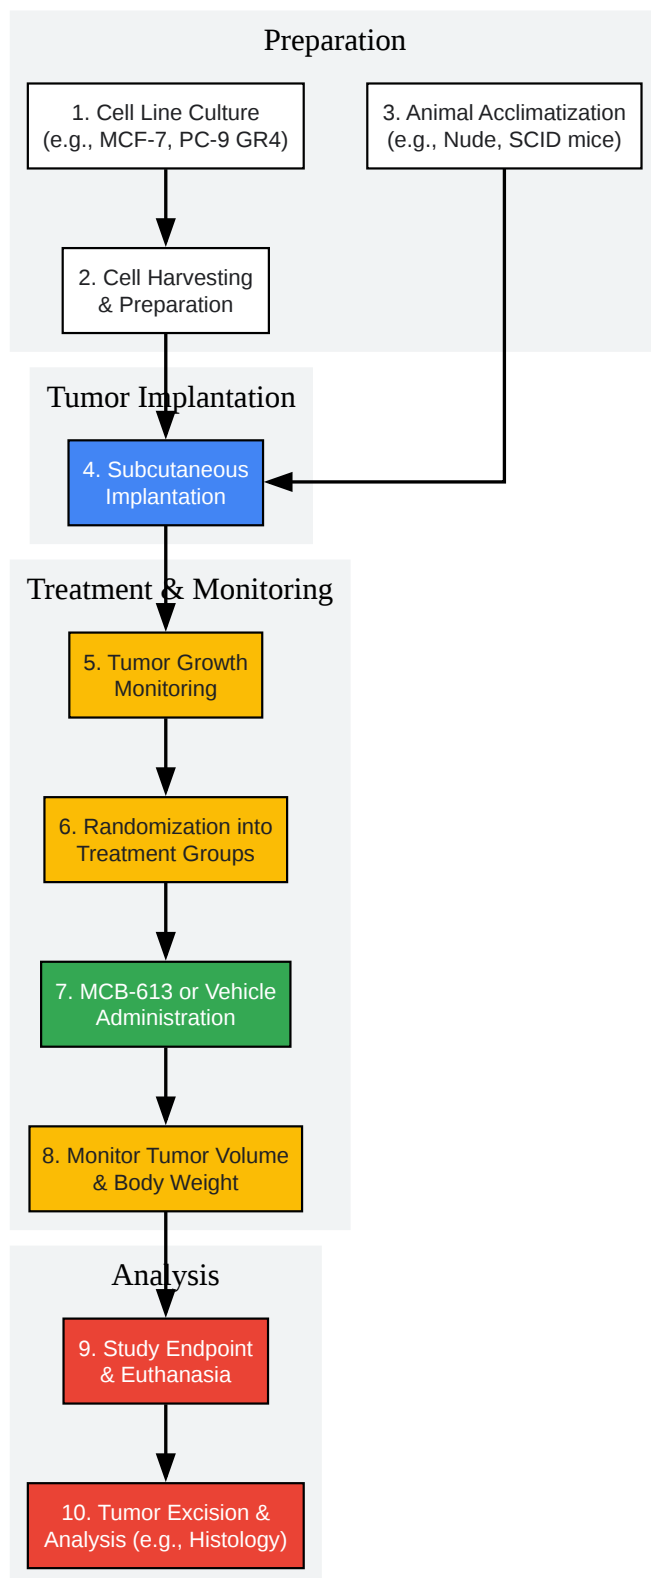 Preparation
1. Cell Line Culture
(e.g., MCF-7, PC-9 GR4)
3. Animal Acclimatization
(e.g., Nude, SCID mice)
2. Cell Harvesting
& Preparation
Tumor Implantation
4. Subcutaneous
Implantation
Treatment & Monitoring
5. Tumor Growth
Monitoring
6. Randomization into
Treatment Groups
7. MCB-613 or Vehicle
Administration
8. Monitor Tumor Volume
& Body Weight
Analysis
9. Study Endpoint
& Euthanasia
10. Tumor Excision &
Analysis (e.g., Histology)